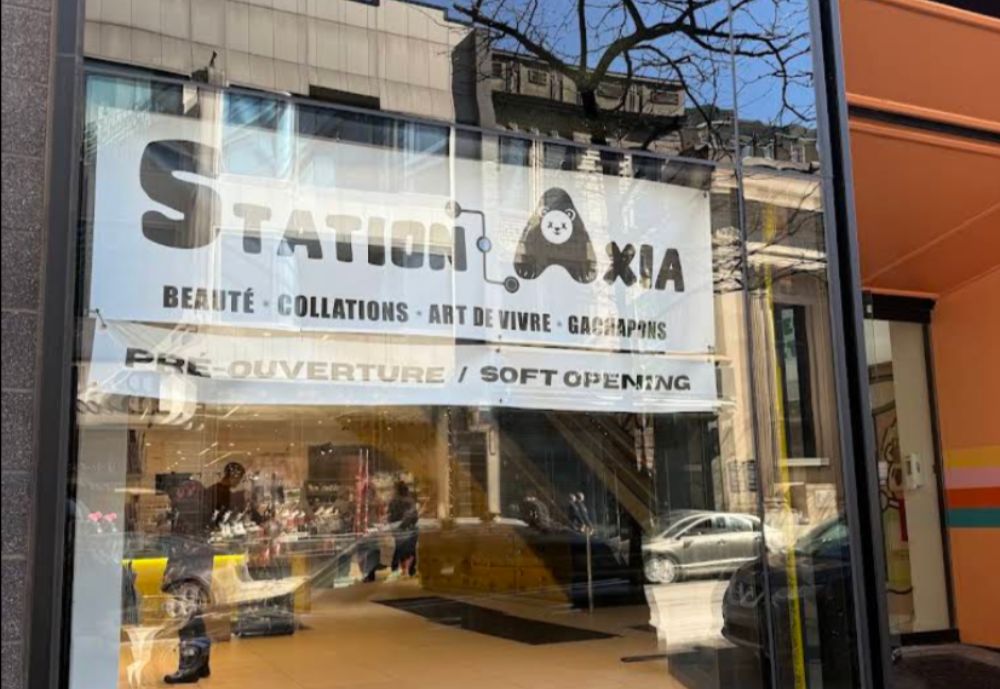 STATION AXIA
BEAUTÉ • COLLATIONS • ART DE VIVRE • GACHAPONS
PRÉ-OUVERTURE / SOFT OPENING